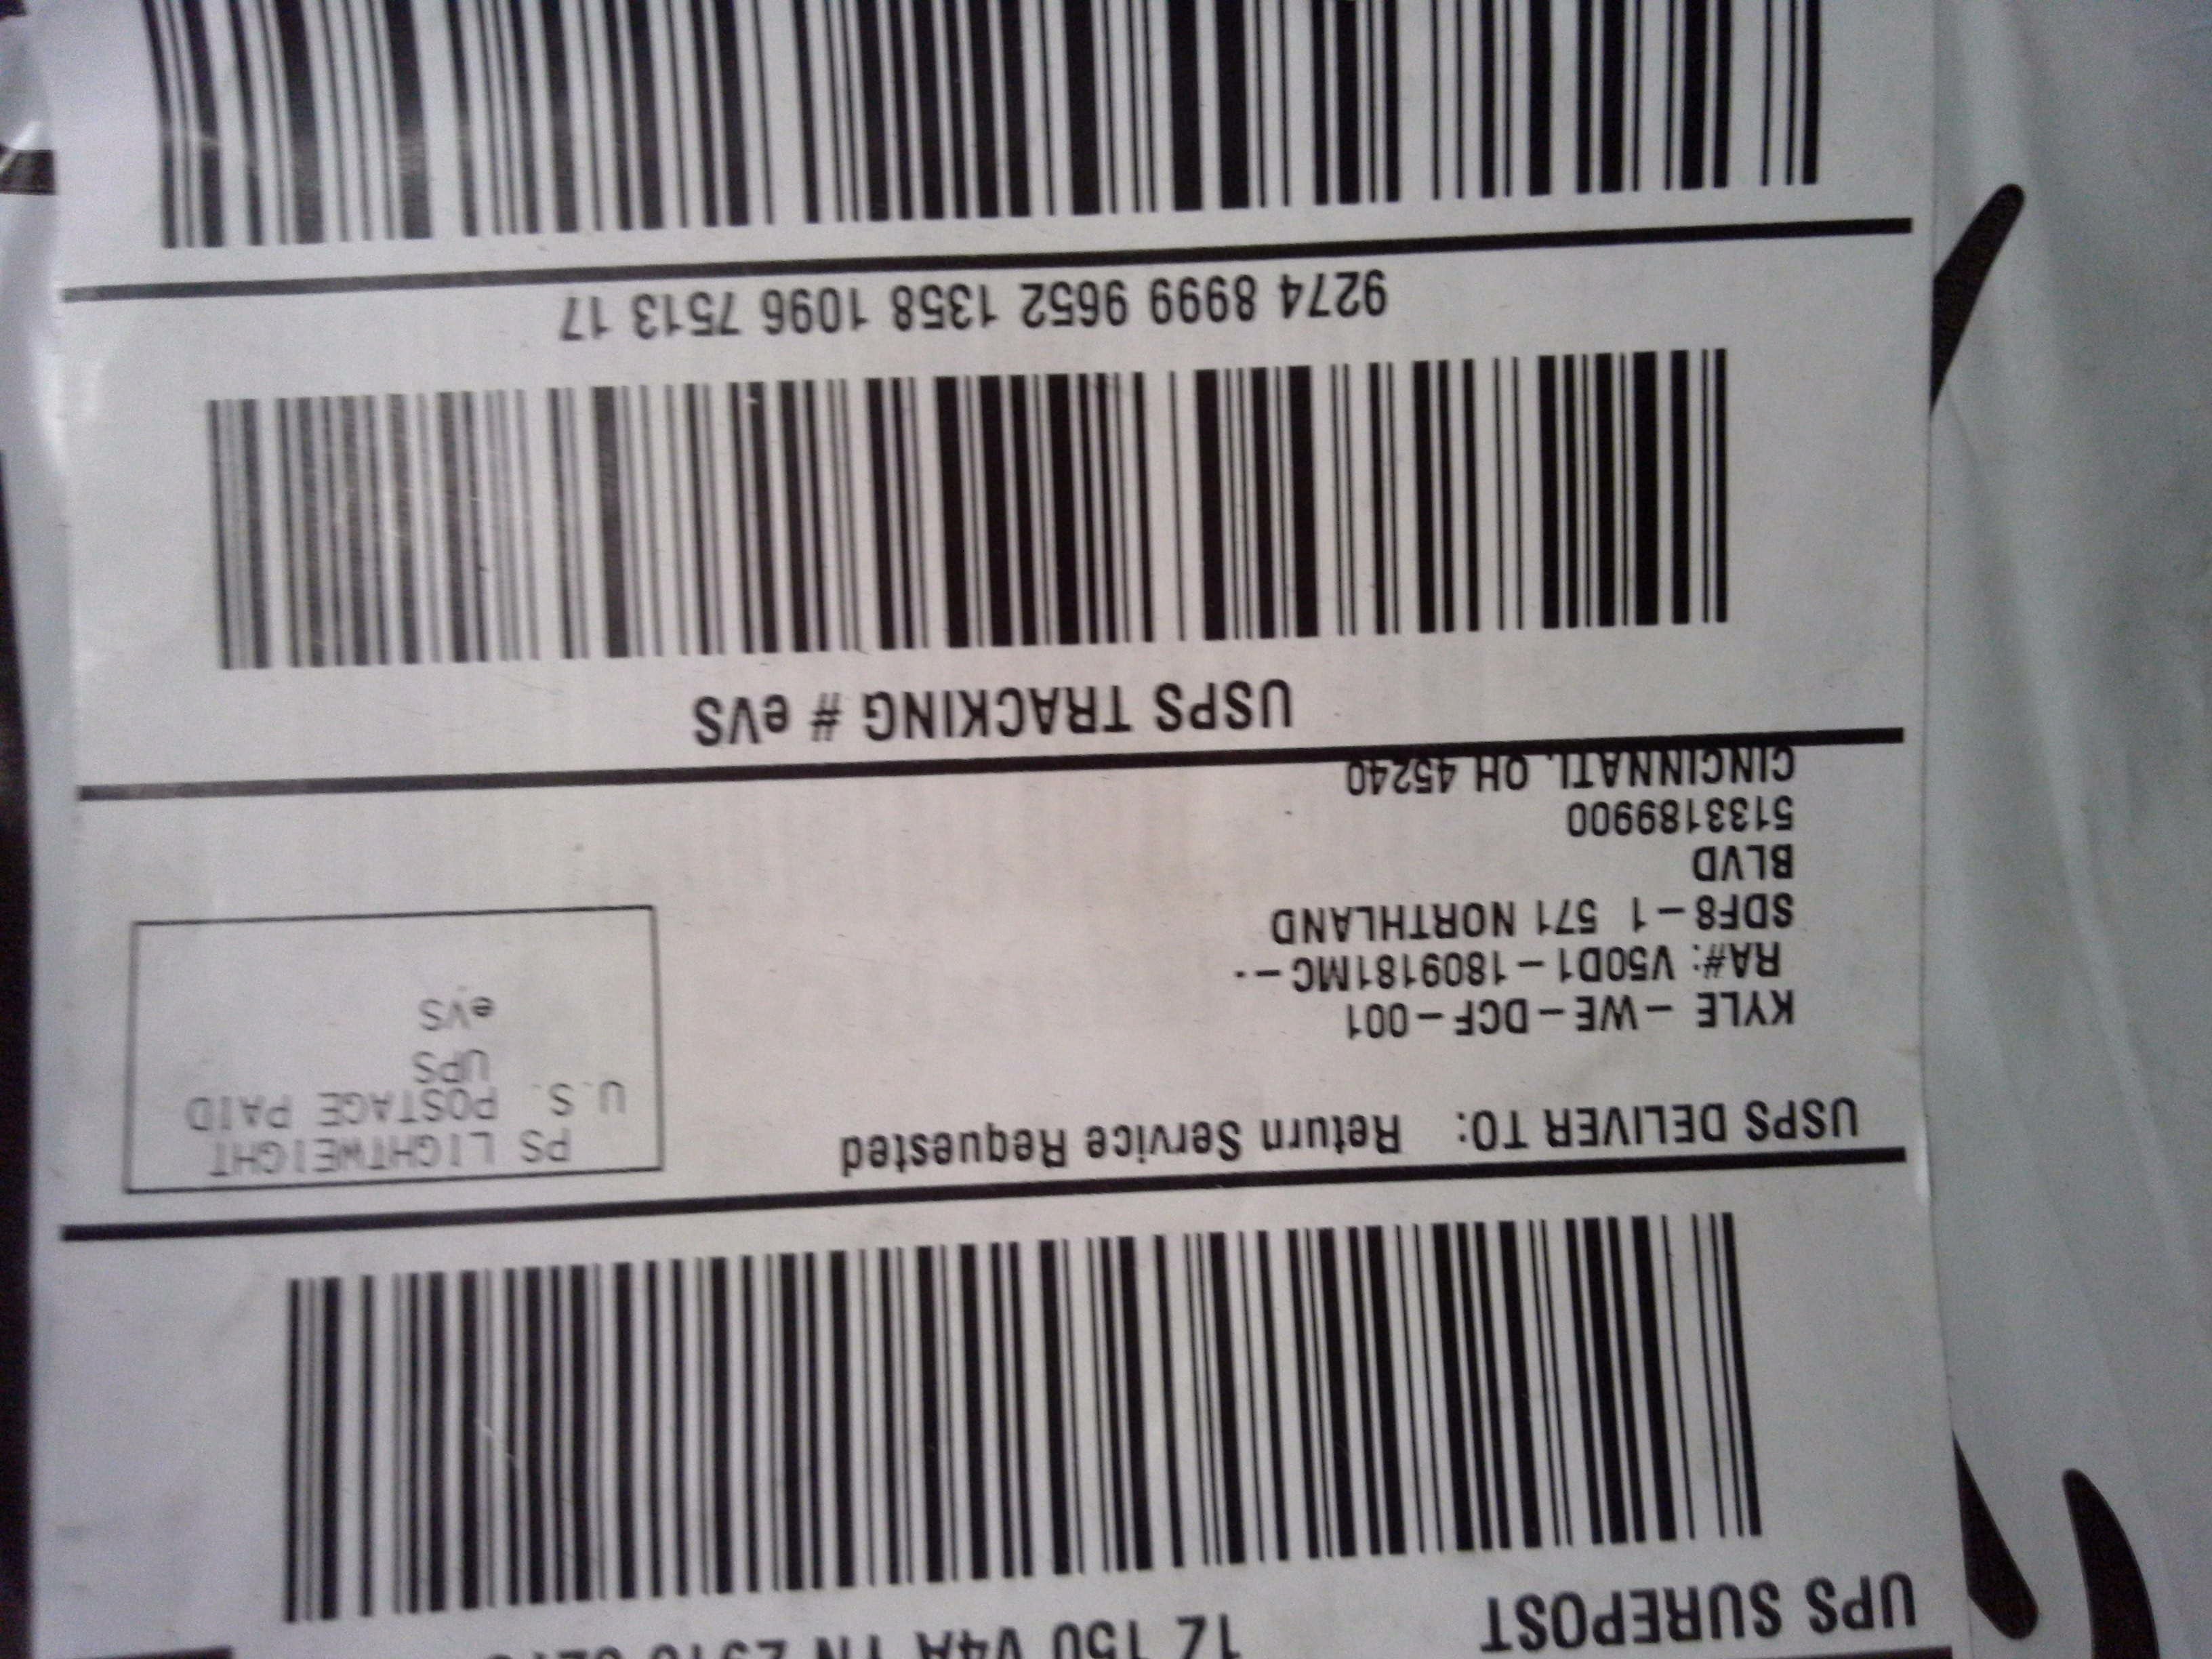 UPS SUREPOST
USPS DELIVER TO: Return Service Requested
PS LIGHTWEIGHT
U.S. POSTAGE PAID
UPS
eVS
KYLE -WE-DCF-001
RA#: V50D1-1809181MC--
SDF8-1 571 NORTHLAND
BLVD
5133189900
CINCINNATI, OH 45240
USPS TRACKING # eVS
9274 8999 9652 1358 1096 7513 17